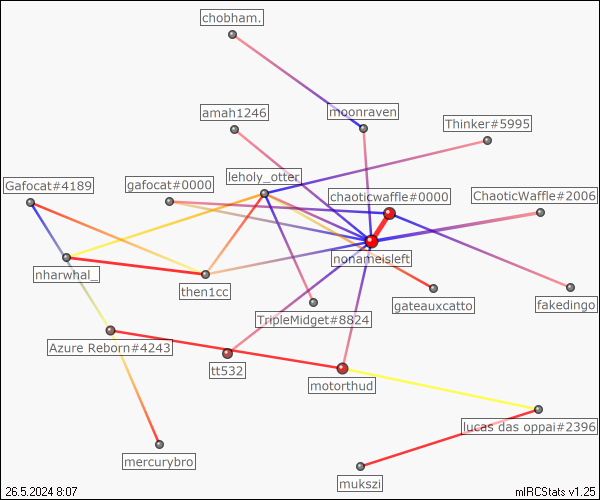 chobham.
amah1246
moonraven
Thinker#5995
leholy_otter
Gafocat#4189
gafocat#0000
chaoticwaffle#0000
ChaoticWaffle#2006
nharwhal_
nonameisleft
then1cc
TripleMidget#8824
gateauxcatto
fakedingo
Azure Reborn#4243
tt532
motorthud
lucas das oppai#2396
mercurybro
mukszi
26.5.2024 8:07
mIRCStats v1.25